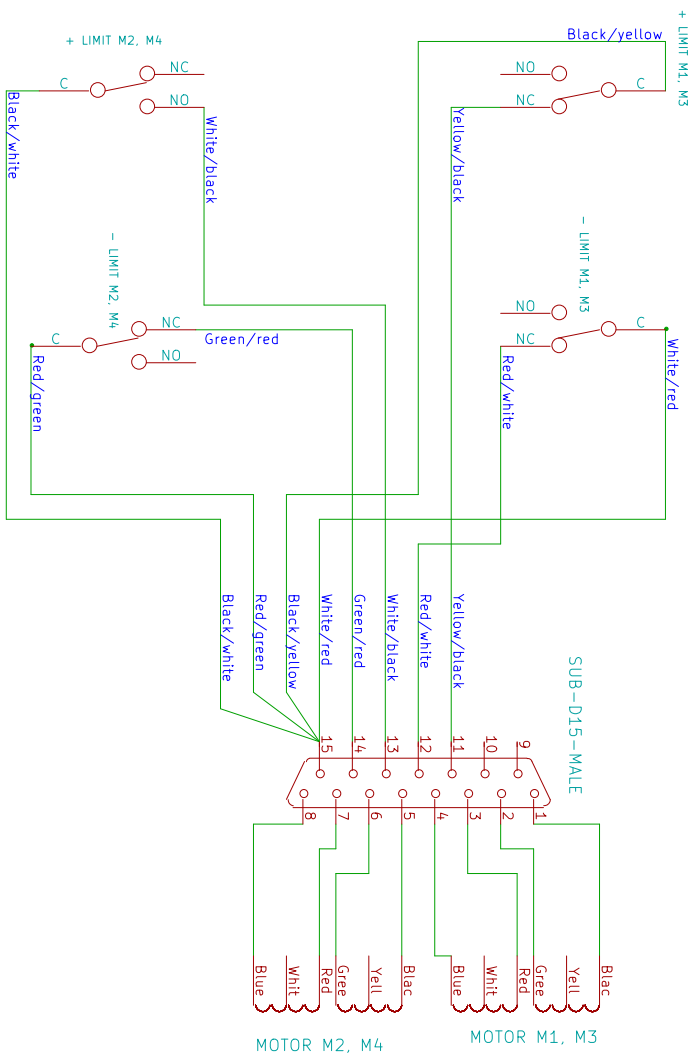 + LIMIT M2, M4
NC
C
NO
Black/white
White/black
Black/yellow
+ LIMIT M1, M3
NO
C
NC
Yellow/black
- LIMIT M2, M4
NC
C
NO
Green/red
Red/green
- LIMIT M1, M3
NO
C
NC
Red/white
White/red
Black/white
Red/green
Black/yellow
White/red
Green/red
White/black
Red/white
Yellow/black
SUB-D15-MALE
15
14
13
12
11
10
9
8
7
6
5
4
3
2
1
Blue
Whit
Red
Gree
Yell
Blac
Blue
Whit
Red
Gree
Yell
Blac
MOTOR M2, M4
MOTOR M1, M3